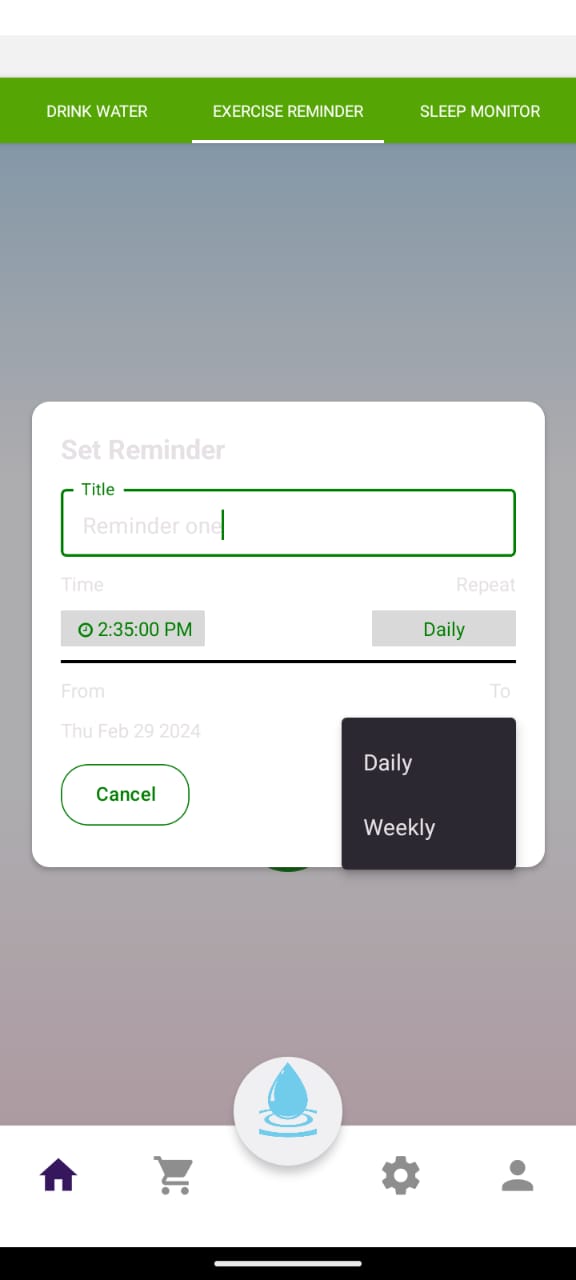 DRINK WATER EXERCISE REMINDER SLEEP MONITOR
Set Reminder
Title
Reminder one
Time Repeat
2:35:00 PM Daily
From To
Thu Feb 29 2024
Daily
Cancel
Weekly